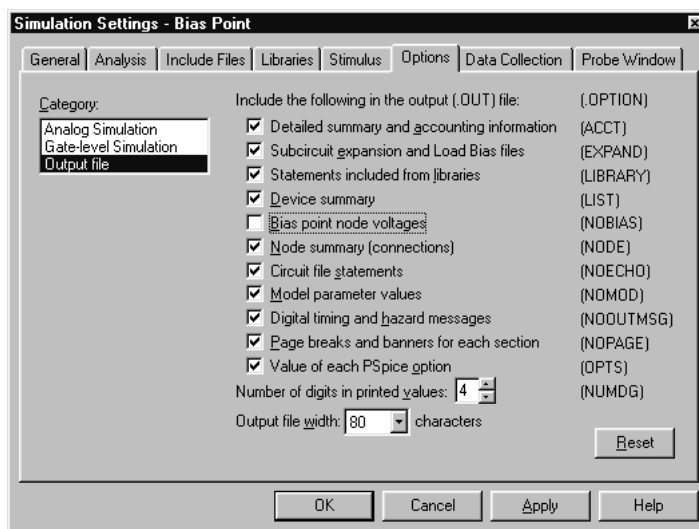 Simulation Settings - Bias Point
General Analysis Include Files Libraries Stimulus Options Data Collection Probe Window
Category:
Analog Simulation
Gate-level Simulation
Output file
Include the following in the output (.OUT) file: (.OPTION)
Detailed summary and accounting information (ACCT)
Subcircuit expansion and Load Bias files (EXPAND)
Statements included from libraries (LIBRARY)
Device summary (LIST)
Bias point node voltages (NOBIAS)
Node summary (connections) (NODE)
Circuit file statements (NOECHO)
Model parameter values (NOMOD)
Digital timing and hazard messages (NOOUTMSG)
Page breaks and banners for each section (NOPAGE)
Value of each PSpice option (OPTS)
Number of digits in printed values: 4 (NUMDG)
Output file width: 80 characters
Reset
OK Cancel Apply Help